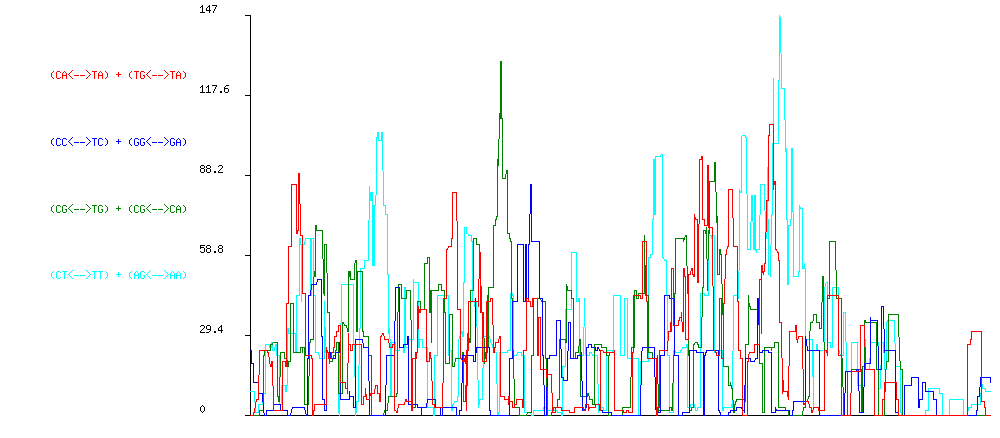 147
(CA<-->TA) + (TG<-->TA)
117.6
(CC<-->TC) + (GG<-->GA)
88.2
(CG<-->TG) + (CG<-->CA)
58.8
(CT<-->TT) + (AG<-->AA)
29.4
0